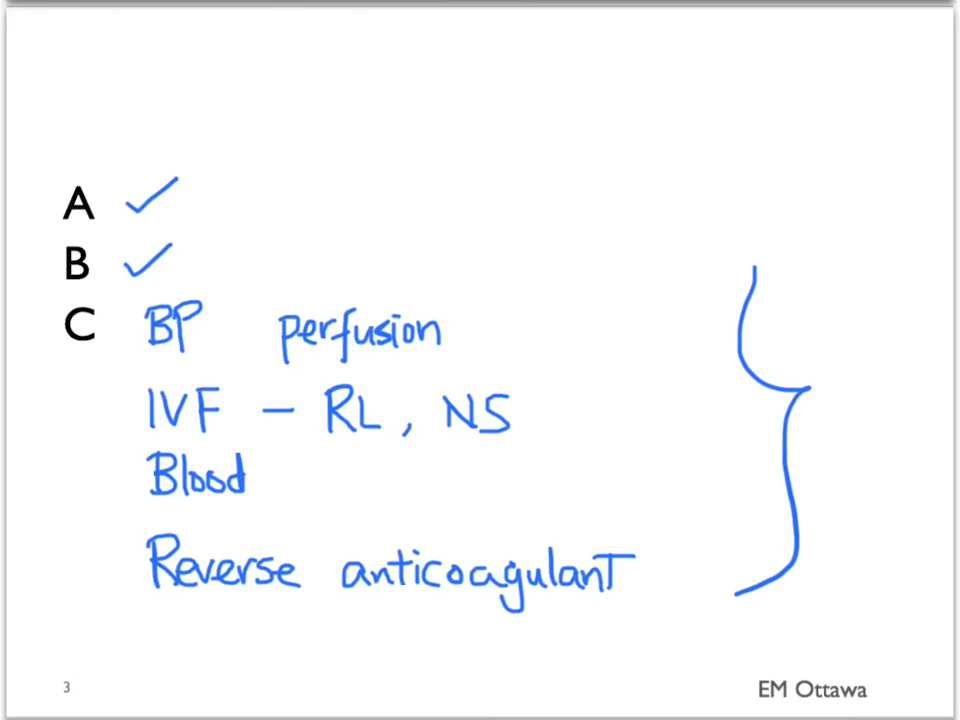 A
B
C BP perfusion
IVF - RL, NS
Blood
Reverse anticoagulant
3 EM Ottawa